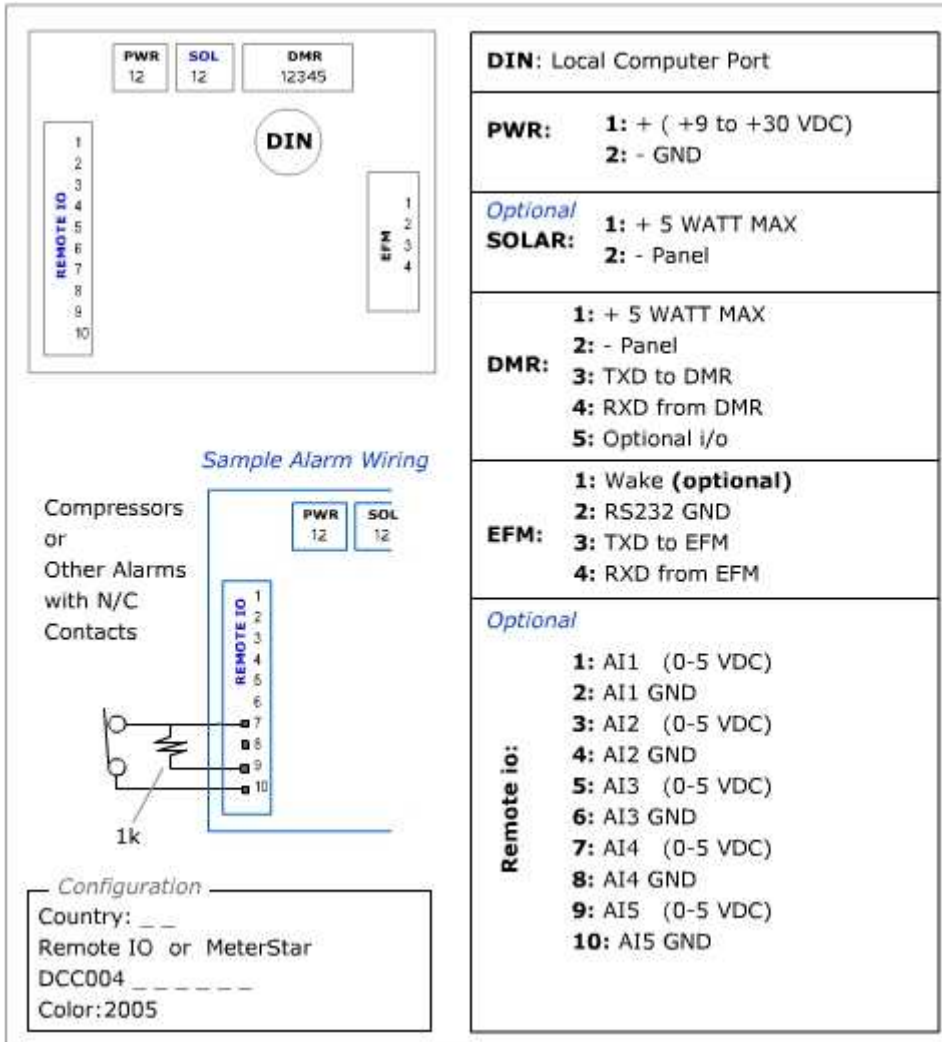 PWR
12
SOL
12
DMR
12345
DIN
REMOTE IO
1
2
3
4
5
6
7
8
9
10
EFM
1
2
3
4
Sample Alarm Wiring
Compressors
or
Other Alarms
with N/C
Contacts
PWR
12
SOL
12
REMOTE IO
1
2
3
4
5
6
7
8
9
10
1k
Configuration
Country: _ _
Remote IO or MeterStar
DCC004 _ _ _ _ _ _
Color:2005
DIN: Local Computer Port
PWR:
1: + ( +9 to +30 VDC)
2: - GND
Optional
SOLAR:
1: + 5 WATT MAX
2: - Panel
DMR:
1: + 5 WATT MAX
2: - Panel
3: TXD to DMR
4: RXD from DMR
5: Optional i/o
EFM:
1: Wake (optional)
2: RS232 GND
3: TXD to EFM
4: RXD from EFM
Optional
Remote io:
1: AI1 (0-5 VDC)
2: AI1 GND
3: AI2 (0-5 VDC)
4: AI2 GND
5: AI3 (0-5 VDC)
6: AI3 GND
7: AI4 (0-5 VDC)
8: AI4 GND
9: AI5 (0-5 VDC)
10: AI5 GND